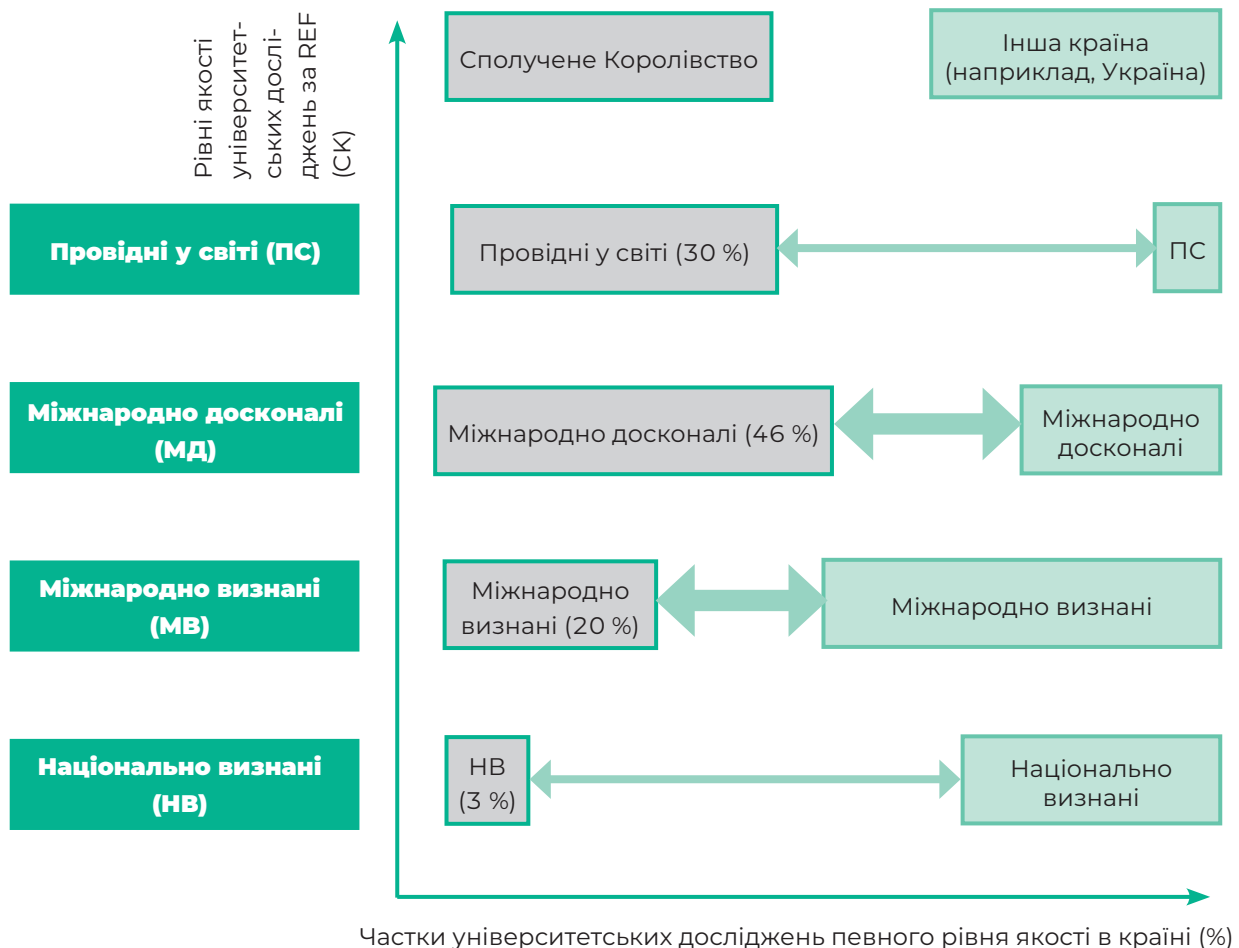 Рівні якості
університет-
ських дослі-
джень за REF
(СК)
Сполучене Королівство
Інша країна
(наприклад, Україна)
Провідні у світі (ПС)
Провідні у світі (30 %)
ПС
Міжнародно досконалі
(МД)
Міжнародно досконалі (46 %)
Міжнародно
досконалі
Міжнародно визнані
(МВ)
Міжнародно
визнані (20 %)
Міжнародно визнані
Національно визнані
(НВ)
НВ
(3 %)
Національно
визнані
Частки університетських досліджень певного рівня якості в країні (%)